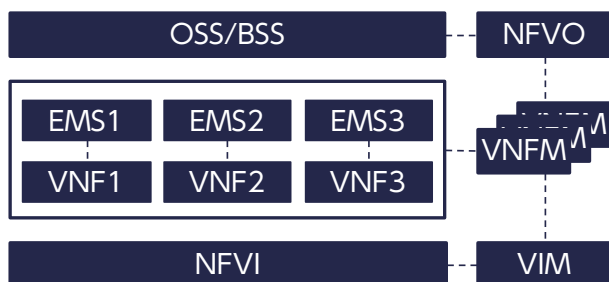 OSS/BSS NFVO
EMS1 EMS2 EMS3
VNFM
VNF1 VNF2 VNF3
NFVI VIM